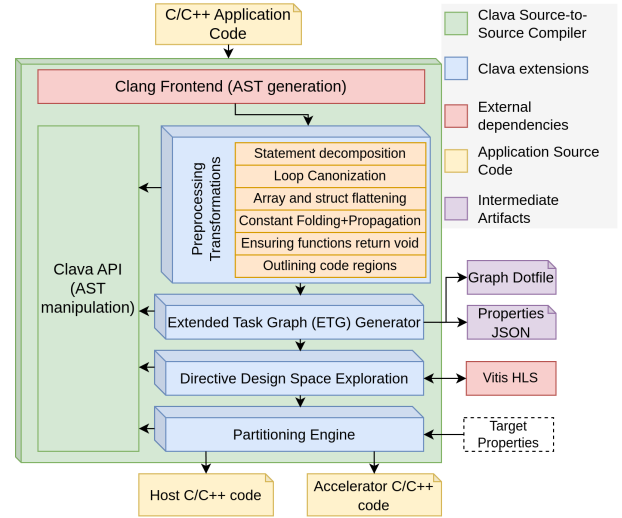 C/C++ Application
Code
Clava Source-to-
Source Compiler
Clava extensions
External
dependencies
Application Source
Code
Intermediate
Artifacts
Clang Frontend (AST generation)
Preprocessing
Transformations
Statement decomposition
Loop Canonization
Array and struct flattening
Constant Folding+Propagation
Ensuring functions return void
Outlining code regions
Clava API
(AST
manipulation)
Extended Task Graph (ETG) Generator
Graph Dotfile
Properties
JSON
Directive Design Space Exploration
Vitis HLS
Partitioning Engine
Target
Properties
Host C/C++ code
Accelerator C/C++
code